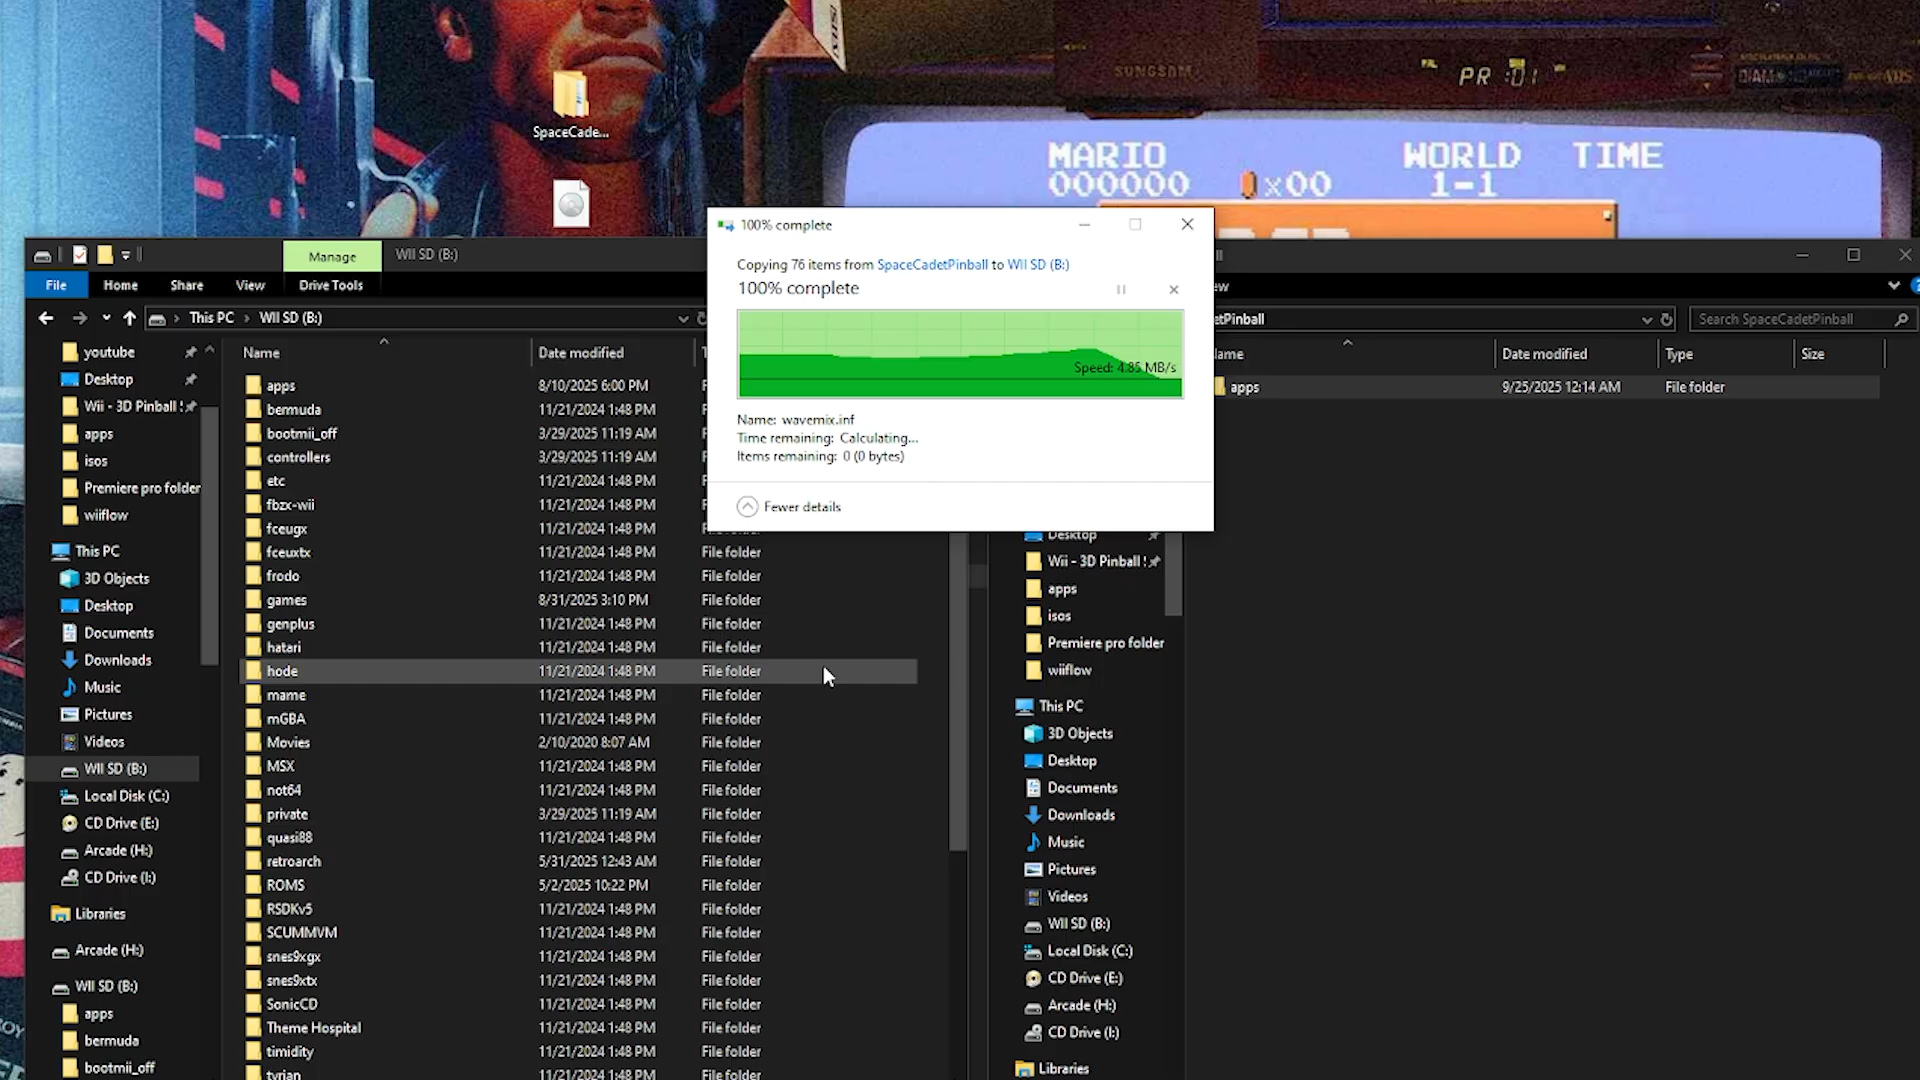 SUNGSAM
PR :01
SpaceCade...
MARIO
WORLD
TIME
000000
x00
1-1
Manage
WII SD (B:)
File
Home
Share
View
Drive Tools
This PC
WII SD (B:)
youtube
Desktop
Wii - 3D Pinball
apps
isos
Premiere pro folder
wiiflow
This PC
3D Objects
Desktop
Documents
Downloads
Music
Pictures
Videos
WII SD (B:)
Local Disk (C:)
CD Drive (E:)
Arcade (H:)
CD Drive (I:)
Libraries
Arcade (H:)
WII SD (B:)
apps
bermuda
bootmii_off
Name Date modified
apps 8/10/2025 6:00 PM
bermuda 11/21/2024 1:48 PM
bootmii_off 3/29/2025 11:19 AM
controllers 3/29/2025 11:19 AM
etc 11/21/2024 1:48 PM
fbzx-wii 11/21/2024 1:48 PM
fceugx 11/21/2024 1:48 PM
fceuxtx 11/21/2024 1:48 PM File folder
frodo 11/21/2024 1:48 PM File folder
games 8/31/2025 3:10 PM File folder
genplus 11/21/2024 1:48 PM File folder
hatari 11/21/2024 1:48 PM File folder
hode 11/21/2024 1:48 PM File folder
mame 11/21/2024 1:48 PM File folder
mGBA 11/21/2024 1:48 PM File folder
Movies 2/10/2020 8:07 AM File folder
MSX 11/21/2024 1:48 PM File folder
not64 11/21/2024 1:48 PM File folder
private 3/29/2025 11:19 AM File folder
quasi88 11/21/2024 1:48 PM File folder
retroarch 5/31/2025 12:43 AM File folder
ROMS 5/2/2025 10:22 PM File folder
RSDKv5 11/21/2024 1:48 PM File folder
SCUMMVM 11/21/2024 1:48 PM File folder
snes9xgx 11/21/2024 1:48 PM File folder
snes9xtx 11/21/2024 1:48 PM File folder
SonicCD 11/21/2024 1:48 PM File folder
Theme Hospital 11/21/2024 1:48 PM File folder
timidity 11/21/2024 1:48 PM File folder
tyrian 11/21/2024 1:48 PM File folder
100% complete
Copying 76 items from SpaceCadetPinball to WII SD (B:)
100% complete
Speed: 4.85 MB/s
Name: wavemix.inf
Time remaining: Calculating...
Items remaining: 0 (0 bytes)
Fewer details
ll
ew
etPinball
Search SpaceCadetPinball
Name Date modified Type Size
apps 9/25/2025 12:14 AM File folder
Desktop
Wii - 3D Pinball
apps
isos
Premiere pro folder
wiiflow
This PC
3D Objects
Desktop
Documents
Downloads
Music
Pictures
Videos
WII SD (B:)
Local Disk (C:)
CD Drive (E:)
Arcade (H:)
CD Drive (I:)
Libraries